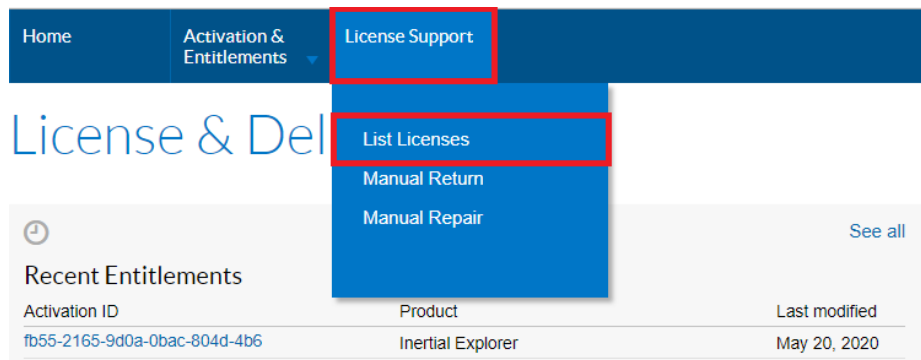 Home
Activation &
Entitlements
License Support
License & Del
List Licenses
Manual Return
Manual Repair
See all
Recent Entitlements
Activation ID Product Last modified
fb55-2165-9d0a-0bac-804d-4b6 Inertial Explorer May 20, 2020